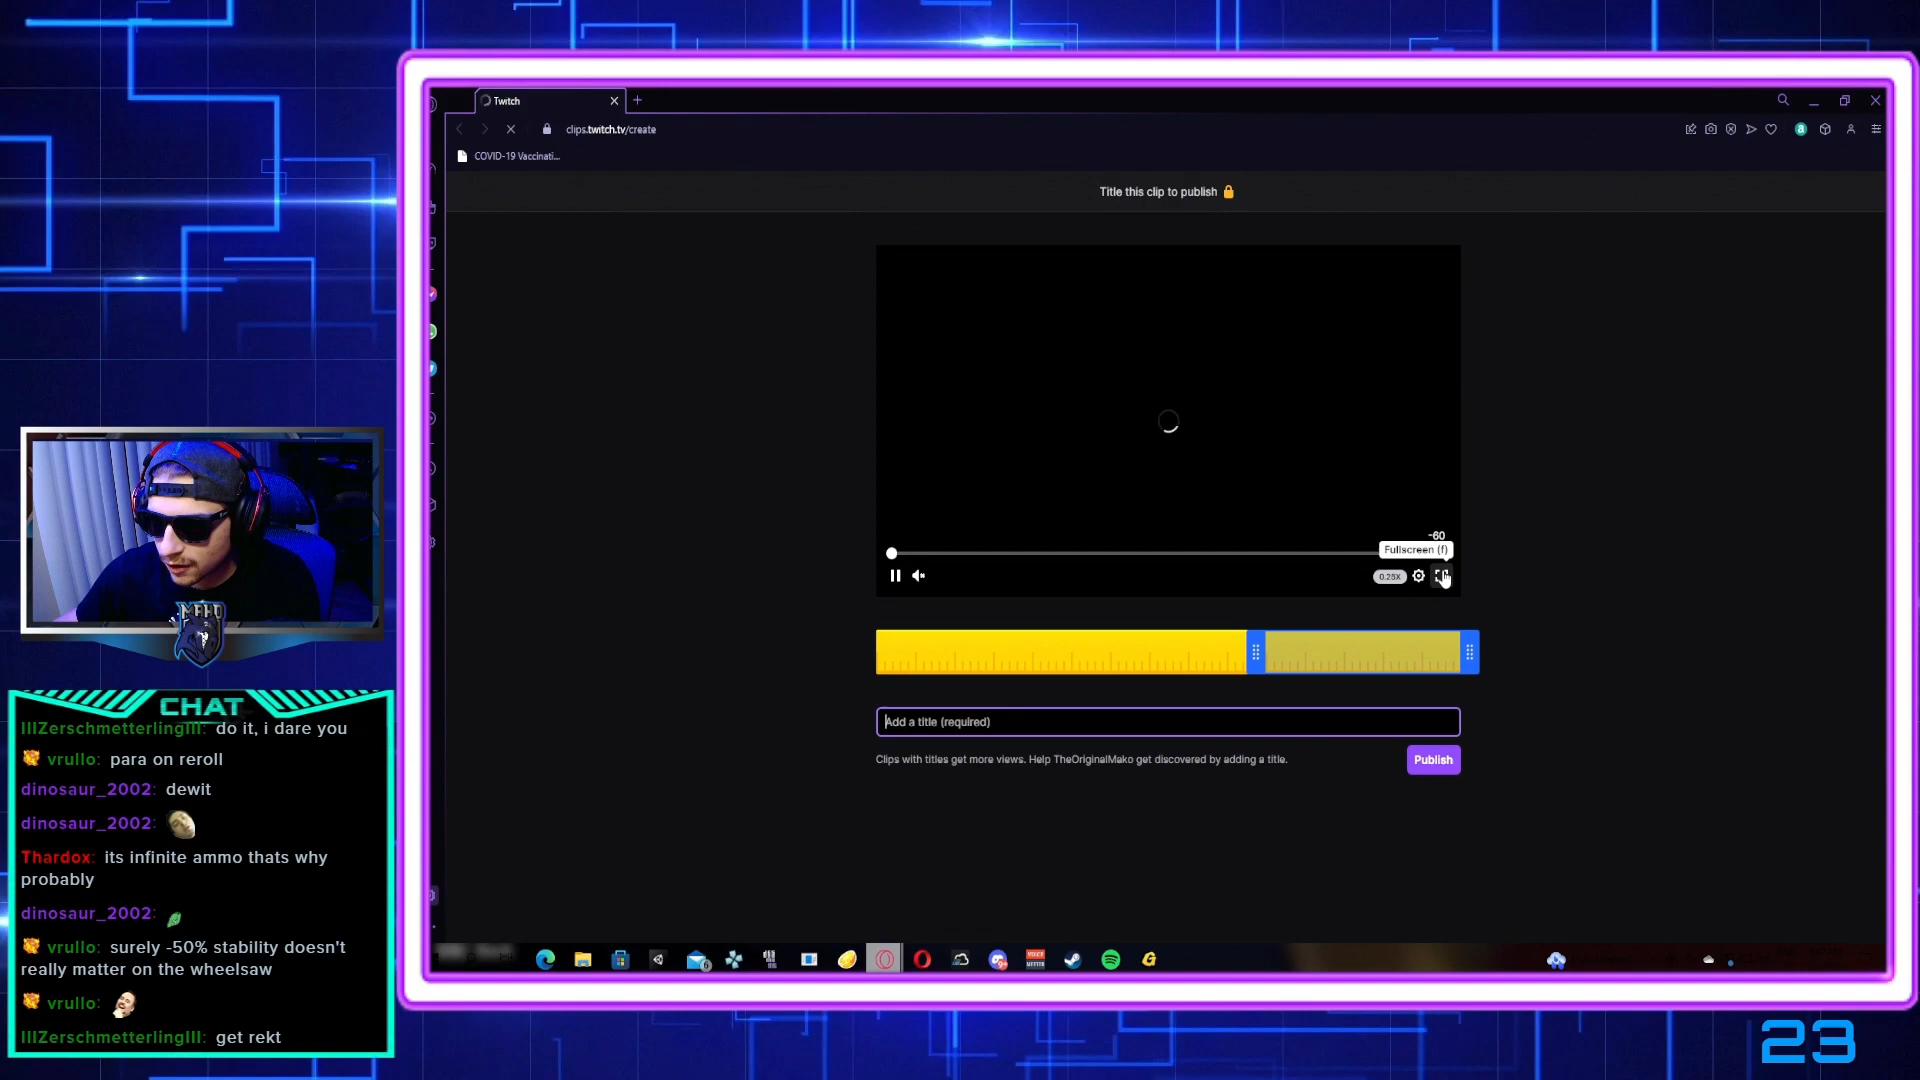 Twitch
clips.twitch.tv/create
COVID-19 Vaccinati...
Title this clip to publish
-60
Fullscreen (f)
0.25X
Add a title (required)
Clips with titles get more views. Help TheOriginalMako get discovered by adding a title.
Publish
MAKO
CHAT
IIIZerschmetterlingIII: do it, i dare you
vrullo: para on reroll
dinosaur_2002: dewit
dinosaur_2002:
Thardox: its infinite ammo thats why
probably
dinosaur_2002:
vrullo: surely -50% stability doesn't
really matter on the wheelsaw
vrullo:
IIIZerschmetterlingIII: get rekt
23